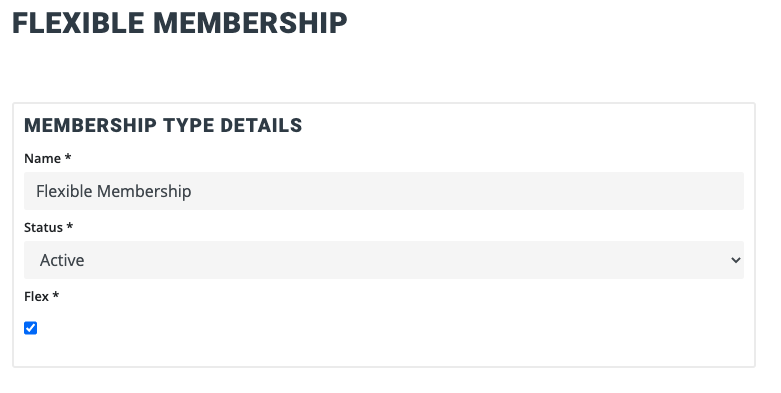 FLEXIBLE MEMBERSHIP
MEMBERSHIP TYPE DETAILS
Name *
Flexible Membership
Status *
Active
Flex *